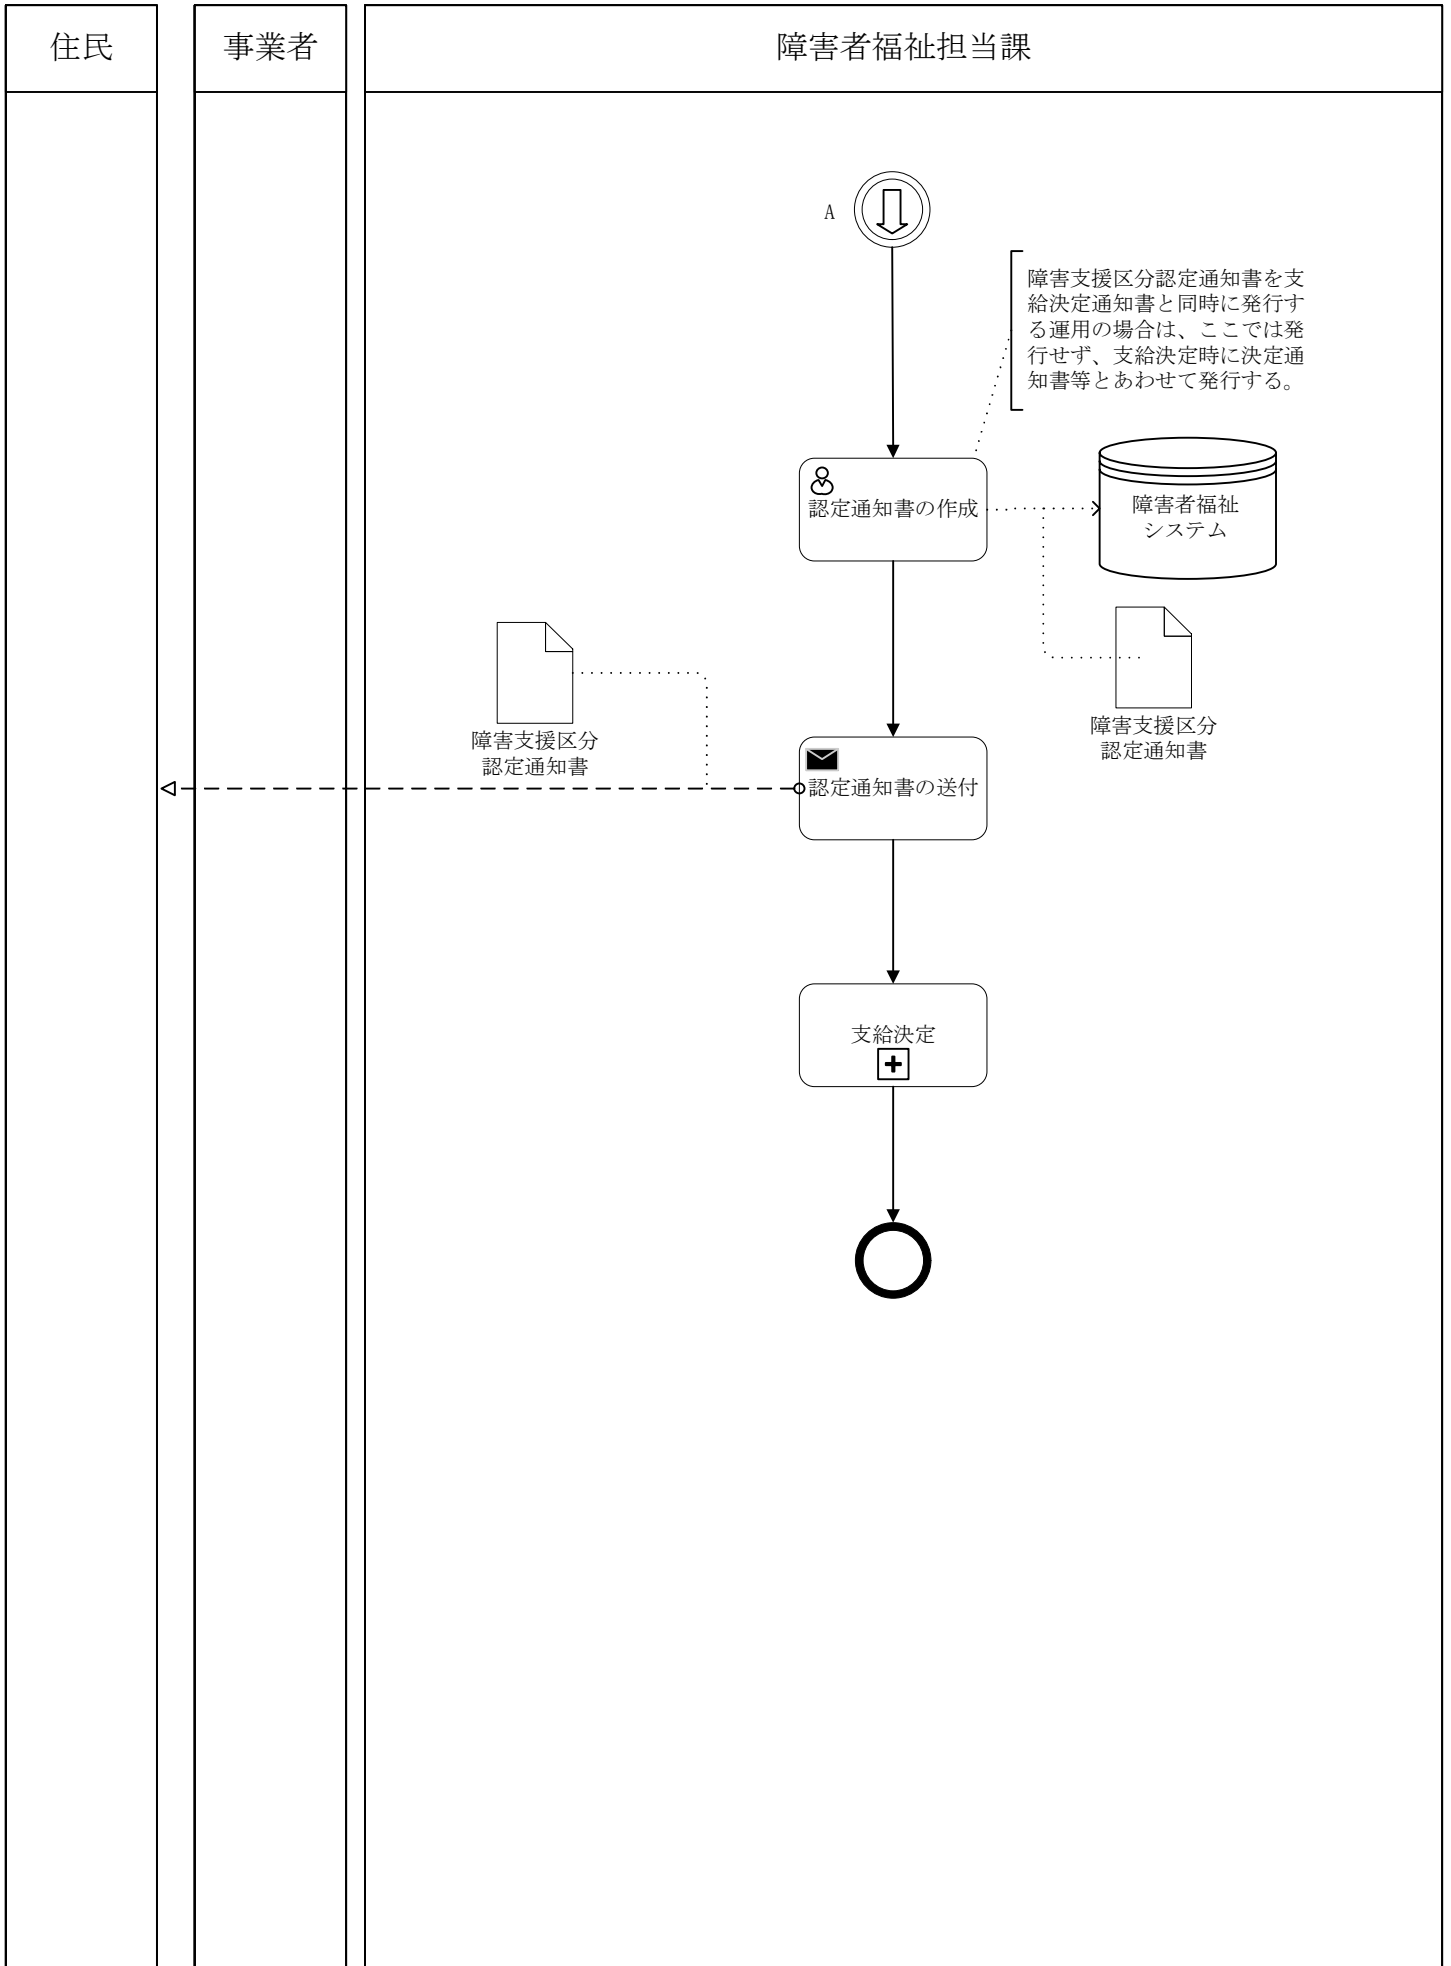 住民
事業者
障害者福祉担当課
A
障害支援区分認定通知書を支
給決定通知書と同時に発行す
る運用の場合は、ここでは発
行せず、支給決定時に決定通
知書等とあわせて発行する。
認定通知書の作成
障害者福祉
システム
障害支援区分
認定通知書
障害支援区分
認定通知書
認定通知書の送付
支給決定